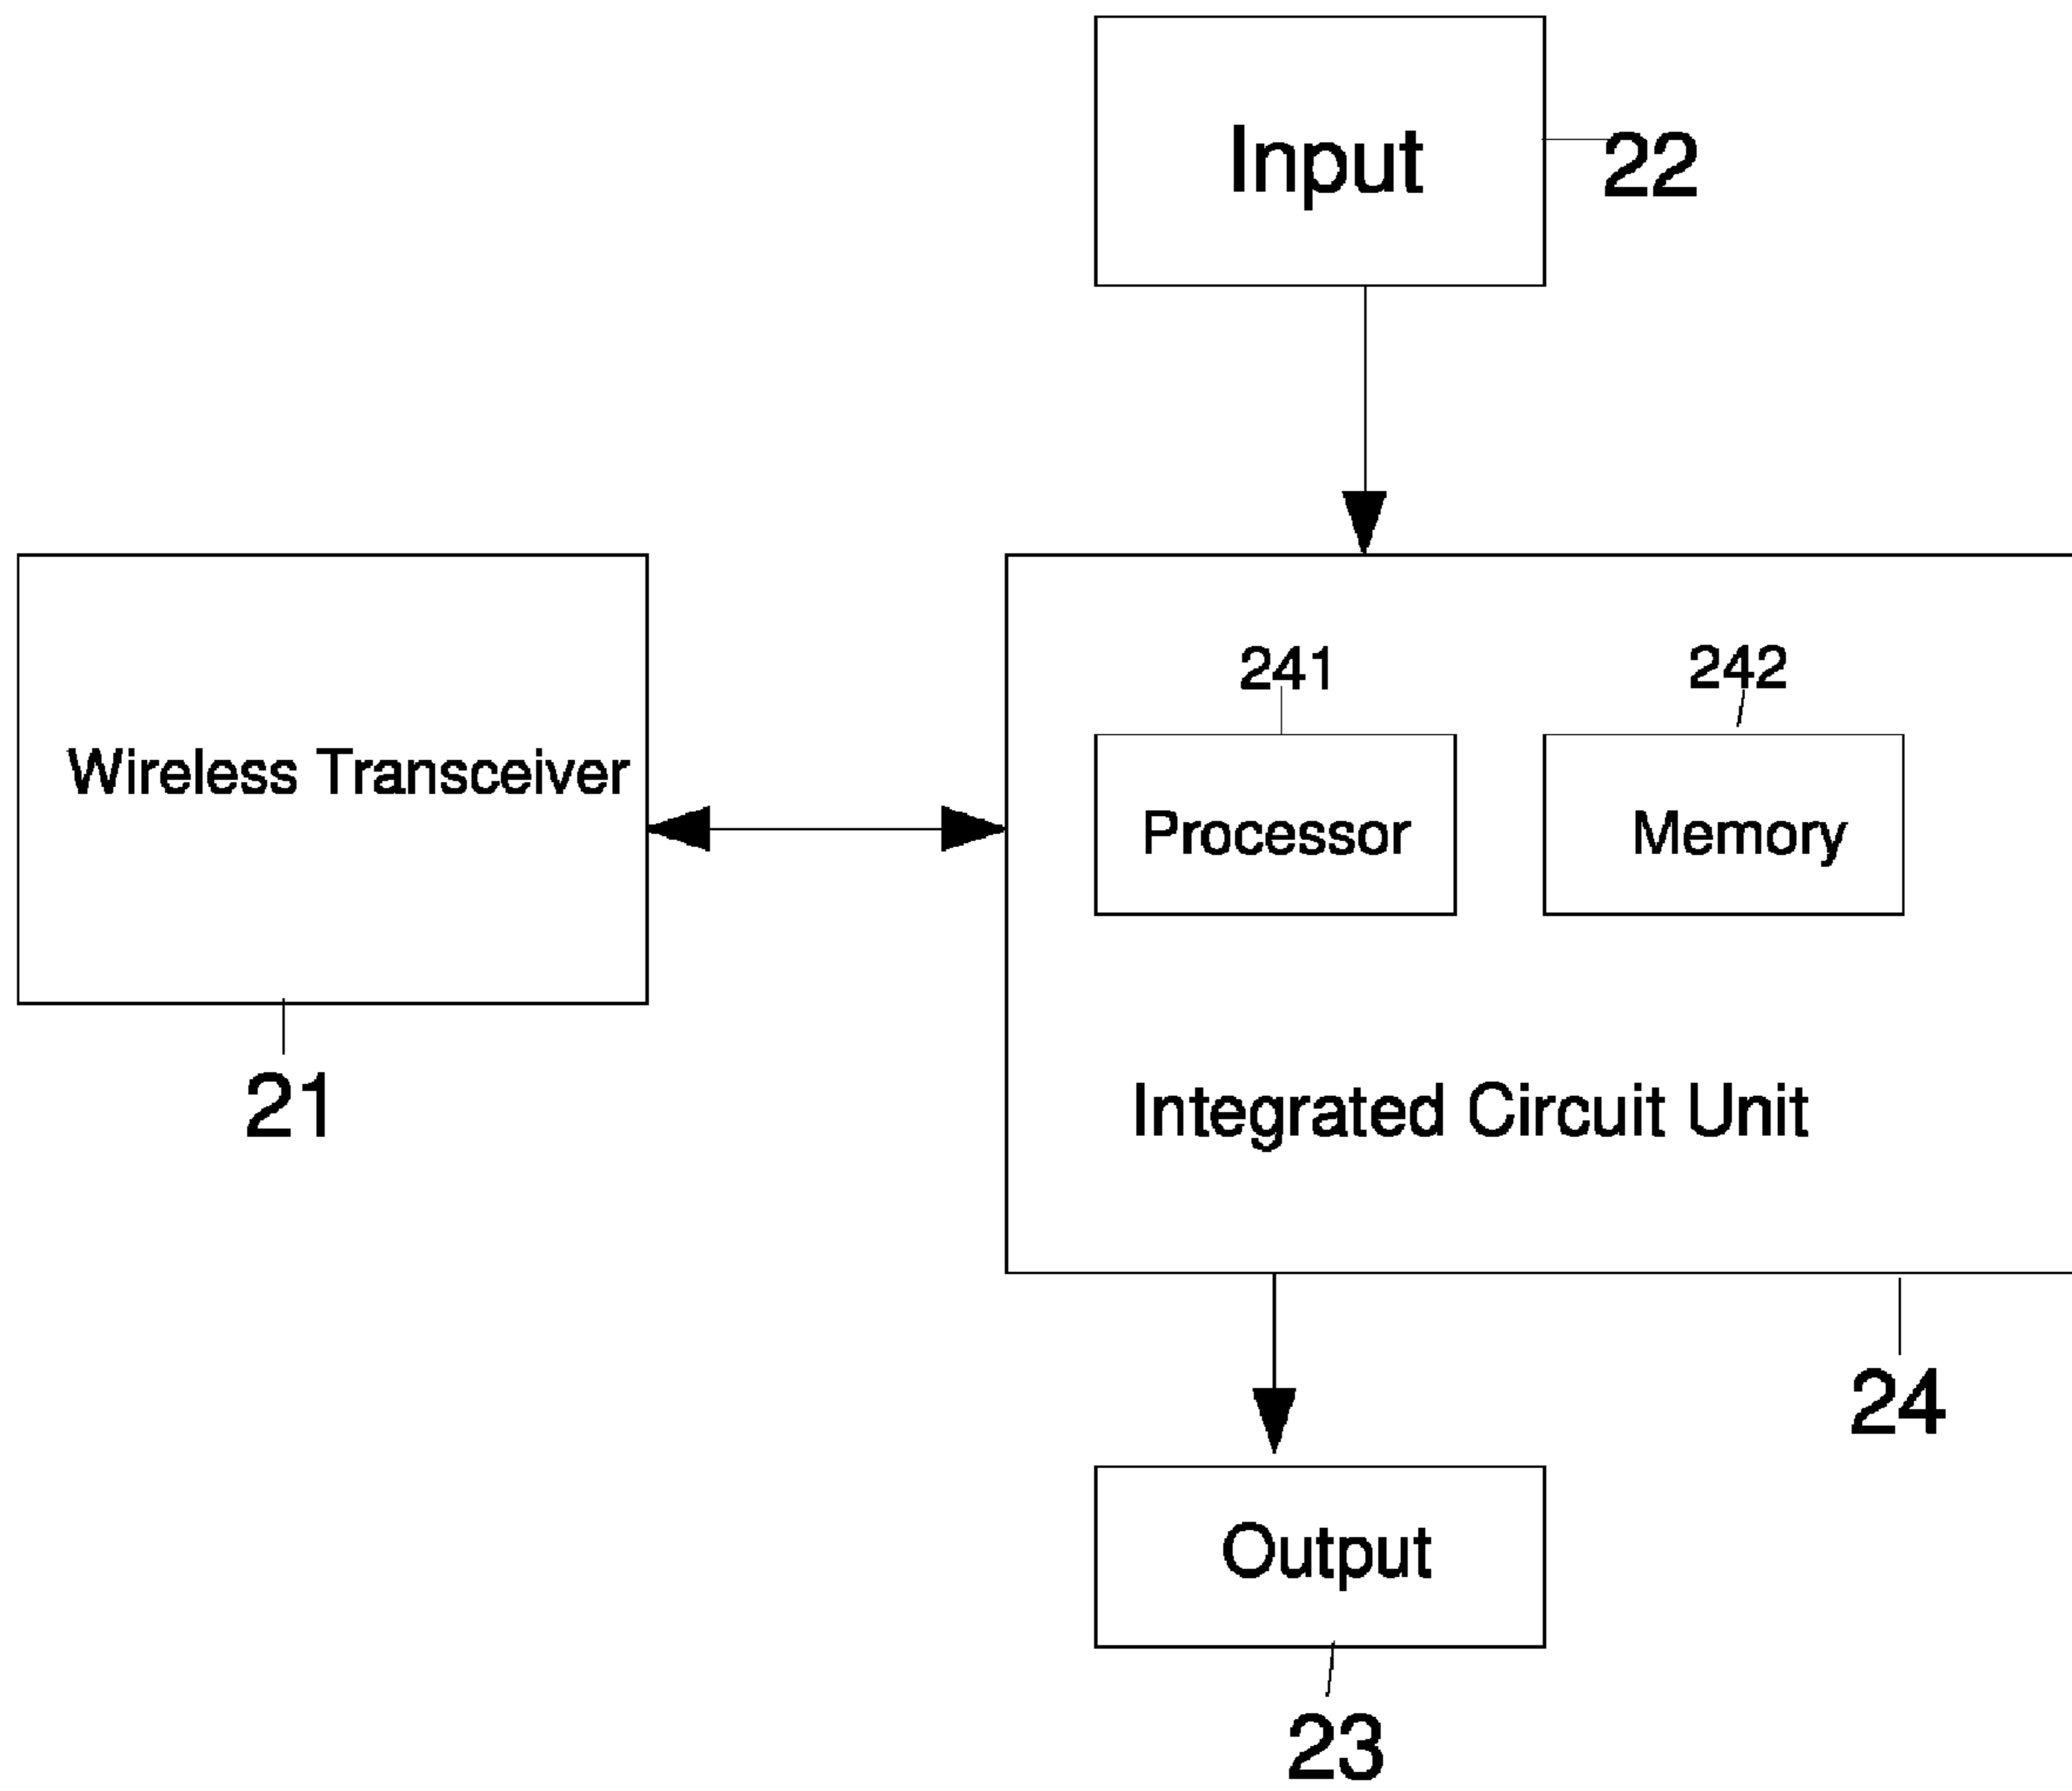 Input
22
241
242
Wireless Transceiver
Processor
Memory
21
Integrated Circuit Unit
24
Output
23